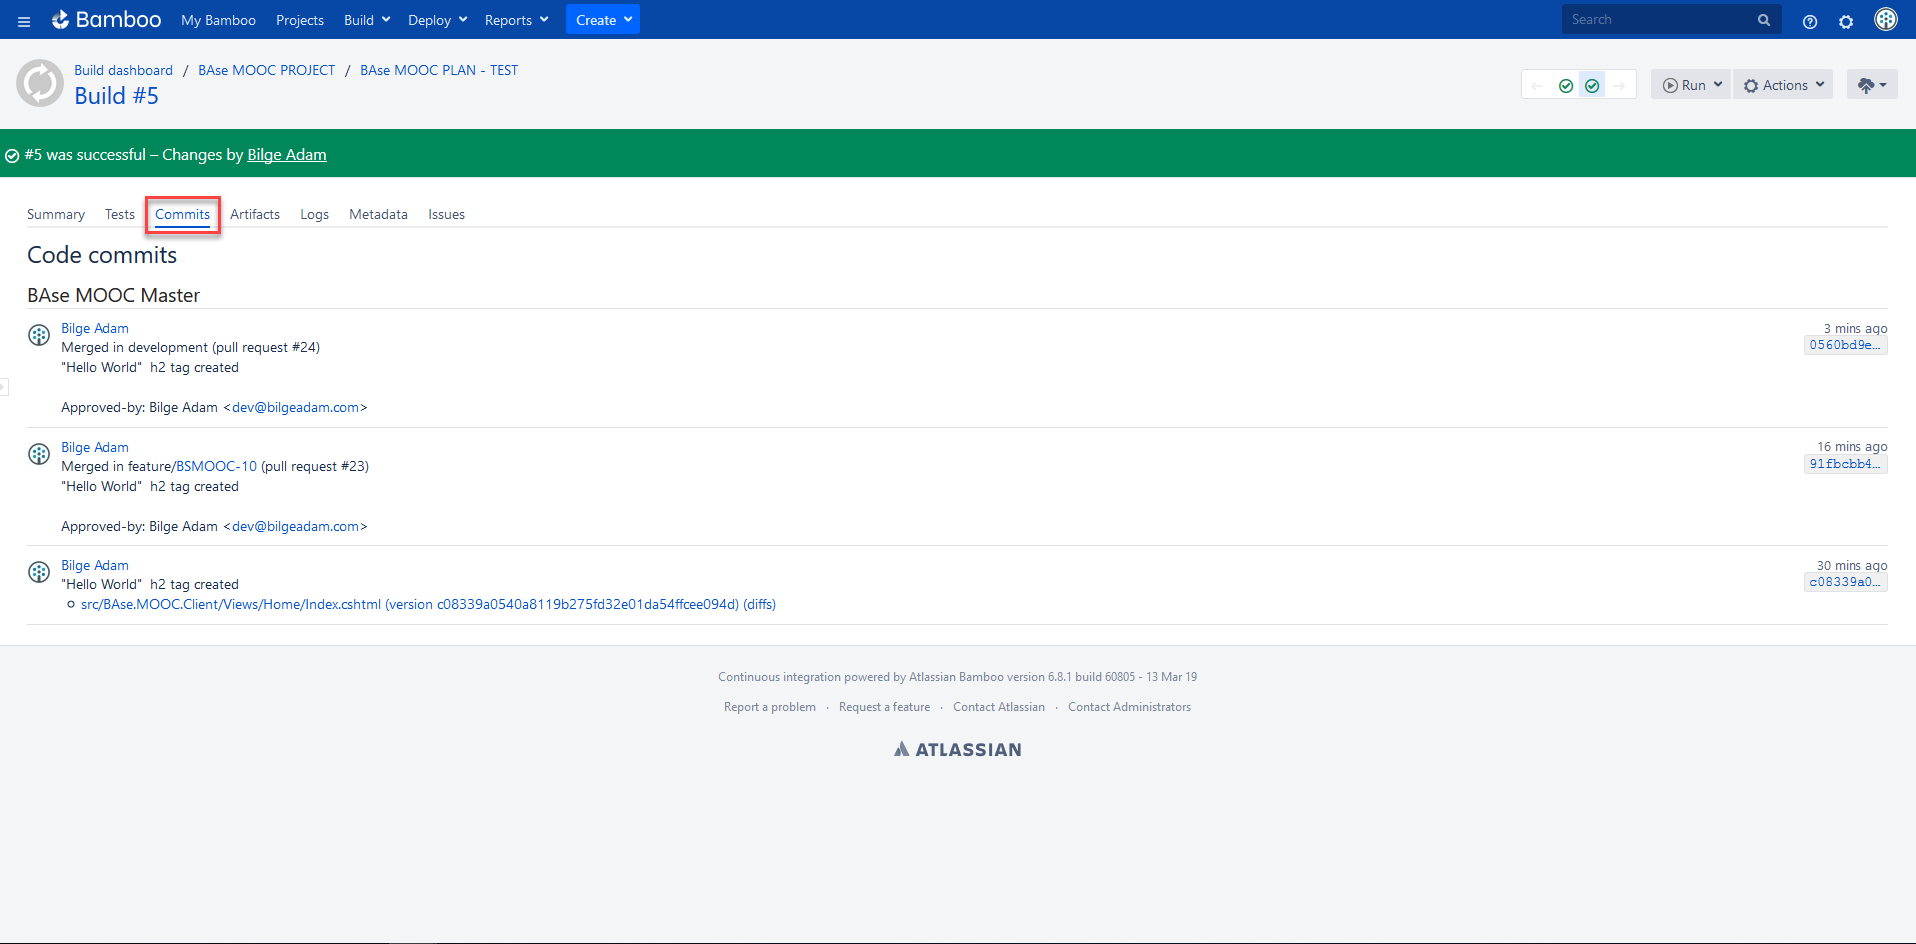 Bamboo My Bamboo Projects Build Deploy Reports Create Search
Build dashboard / BAse MOOC PROJECT / BAse MOOC PLAN - TEST
Build #5
Run Actions
#5 was successful – Changes by Bilge Adam
Summary Tests Commits Artifacts Logs Metadata Issues
Code commits
BAse MOOC Master
Bilge Adam 3 mins ago
Merged in development (pull request #24) 0560bd9e...
"Hello World" h2 tag created
Approved-by: Bilge Adam <dev@bilgeadam.com>
Bilge Adam 16 mins ago
Merged in feature/BSMOOC-10 (pull request #23) 91fbcbb4...
"Hello World" h2 tag created
Approved-by: Bilge Adam <dev@bilgeadam.com>
Bilge Adam 30 mins ago
"Hello World" h2 tag created c08339a0...
src/BAse.MOOC.Client/Views/Home/Index.cshtml (version c08339a0540a8119b275fd32e01da54ffcee094d) (diffs)
Continuous integration powered by Atlassian Bamboo version 6.8.1 build 60805 - 13 Mar 19
Report a problem · Request a feature · Contact Atlassian · Contact Administrators
ATLASSIAN